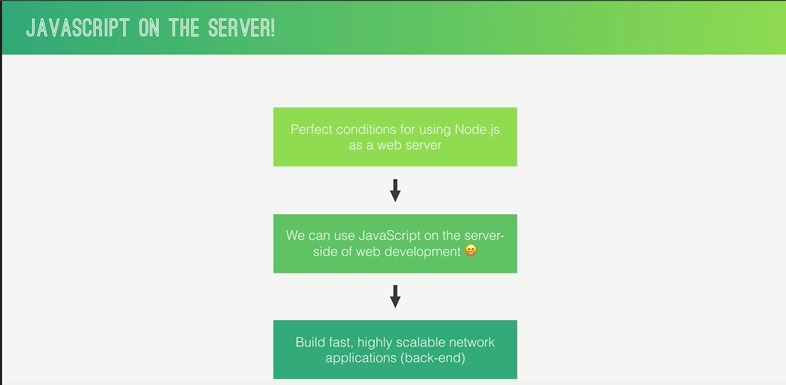 JAVASCRIPT ON THE SERVER!
Perfect conditions for using Node.js
as a web server
We can use JavaScript on the server-
side of web development 😁
Build fast, highly scalable network
applications (back-end)